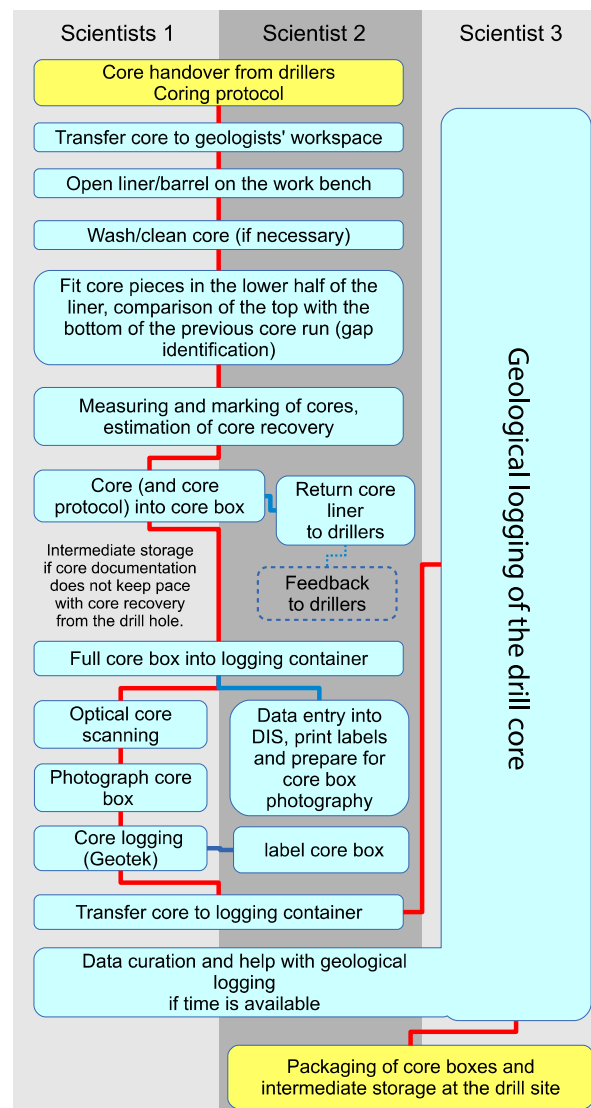 Scientists 1
Scientist 2
Scientist 3
Core handover from drillers
Coring protocol
Transfer core to geologists' workspace
Open liner/barrel on the work bench
Wash/clean core (if necessary)
Fit core pieces in the lower half of the
liner, comparison of the top with the
bottom of the previous core run (gap
identification)
Measuring and marking of cores,
estimation of core recovery
Core (and core
protocol) into core box
Return core
liner
to drillers
Intermediate storage
if core documentation
does not keep pace
with core recovery
from the drill hole.
Feedback
to drillers
Full core box into logging container
Optical core
scanning
Data entry into
DIS, print labels
and prepare for
core box
photography
Photograph core
box
Core logging
(Geotek)
label core box
Transfer core to logging container
Geological logging of the drill core
Data curation and help with geological
logging
if time is available
Packaging of core boxes and
intermediate storage at the drill site